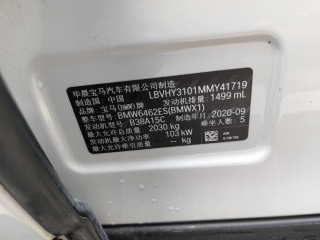 华晨宝马汽车有限公司制造
制造国:中国 LBVHY3101MMY41719
品牌:宝马(BMW)牌 发动机排量:1499 mL
整车型号:BMW6462ES(BMWX1)
发动机型号:B38A15C 制造年月:2020-09
最大允许总质量:2030 kg 乘坐人数:5
发动机最大净功率:103 kW
最大允许牵引质量: